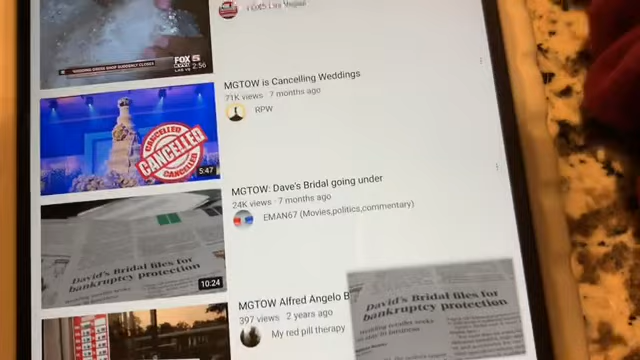 FOX 5
2:56
MGTOW is Cancelling Weddings
71K views · 7 months ago
RPW
CANCELLED
CANCELLED
CANCELLED
5:47
MGTOW: Dave's Bridal going under
24K views · 7 months ago
EMAN67 (Movies,politics,commentary)
David's Bridal files for
bankruptcy protection
10:24
MGTOW Alfred Angelo B
397 views · 2 years ago
My red pill therapy
David's Bridal files for
bankruptcy protection